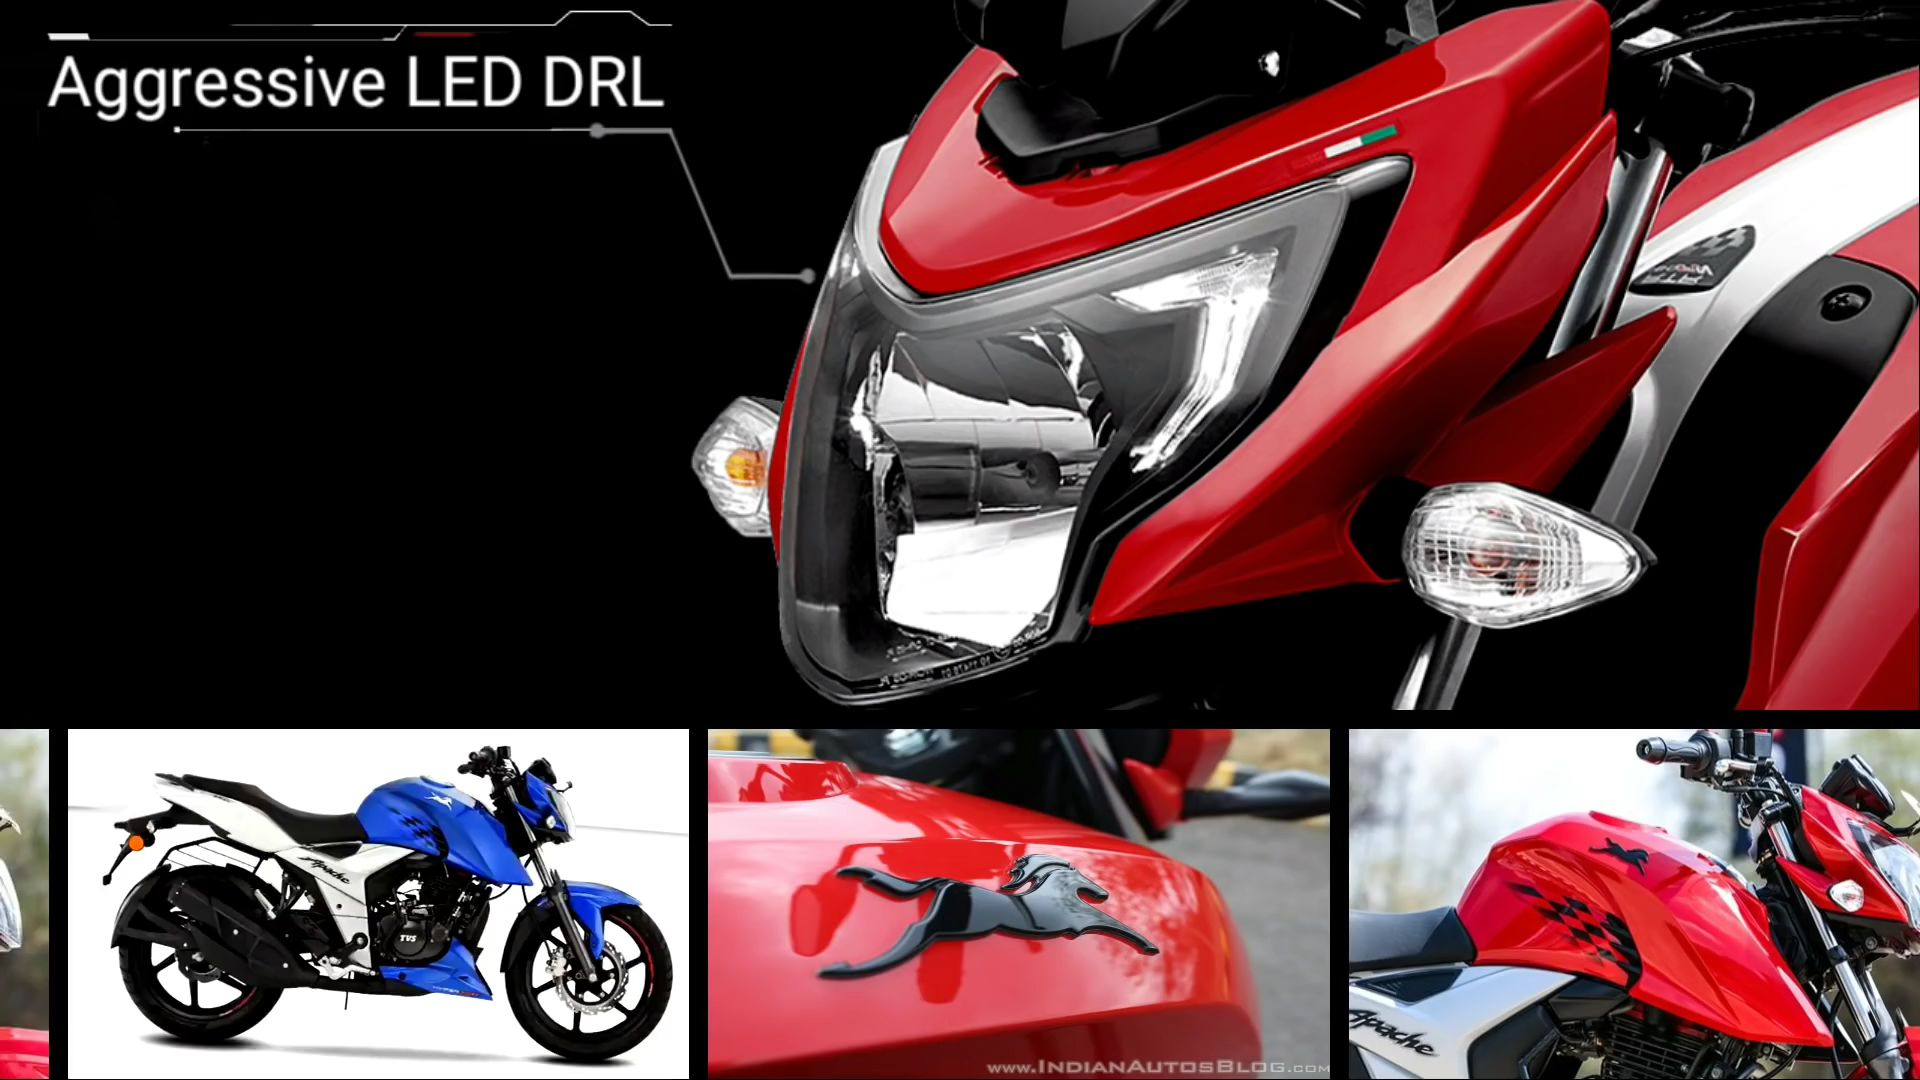 Aggressive LED DRL
Apache
TVS
www.INDIANAUTOSBLOG.com
Apache